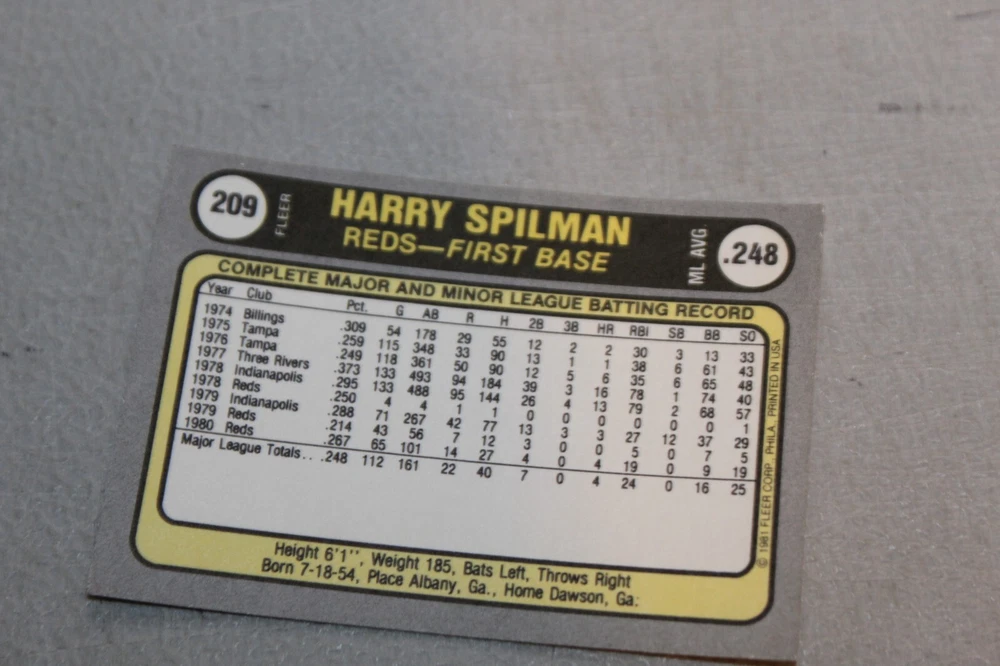 209
FLEER
HARRY SPILMAN
REDS—FIRST BASE
ML AVG.
.248
COMPLETE MAJOR AND MINOR LEAGUE BATTING RECORD
Year Club Pct. G AB R H 2B 3B HR RBI SB BB SO
1974 Billings .309 54 178 29 55 12 2 2 30 3 13 33
1975 Tampa .259 115 348 33 90 13 1 1 38 6 61 43
1976 Tampa .249 118 361 50 90 12 5 6 35 6 65 48
1977 Three Rivers .373 133 493 94 184 39 3 16 78 1 74 40
1978 Indianapolis .295 133 488 95 144 26 4 13 79 2 68 57
1978 Reds .250 4 4 1 1 0 0 0 0 0 0 1
1979 Indianapolis .288 71 267 42 77 13 3 3 27 12 37 29
1979 Reds .214 43 56 7 12 3 0 0 5 0 7 5
1980 Reds .267 65 101 14 27 4 0 4 19 0 9 19
Major League Totals.. .248 112 161 22 40 7 0 4 24 0 16 25
Height 6'1'', Weight 185, Bats Left, Throws Right
Born 7-18-54, Place Albany, Ga., Home Dawson, Ga.
© 1981 FLEER CORP., PHILA., PRINTED IN USA